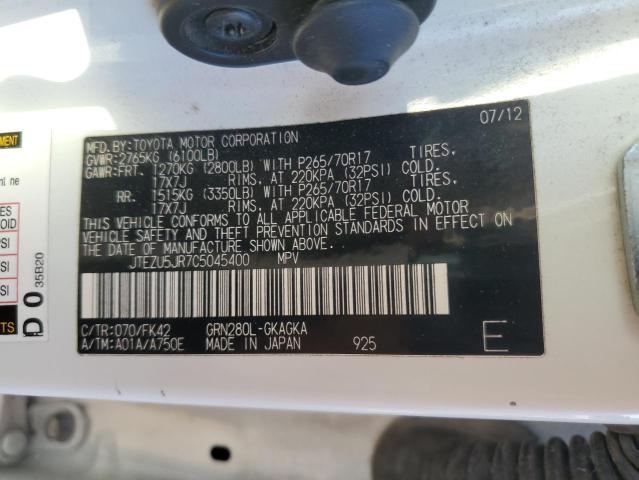 07/12
MFD. BY: TOYOTA MOTOR CORPORATION
GVWR: 2765KG (6100LB)
GAWR: FRT. 1270KG (2800LB) WITH P265/70R17 TIRES.
17X7J RIMS. AT 220KPA (32PSI) COLD.
RR. 1515KG (3350LB) WITH P265/70R17 TIRES.
17X7J RIMS. AT 220KPA (32PSI) COLD.
THIS VEHICLE CONFORMS TO ALL APPLICABLE FEDERAL MOTOR
VEHICLE SAFETY AND THEFT PREVENTION STANDARDS IN EFFECT ON
THE DATE OF MANUFACTURE SHOWN ABOVE.
JTEZU5JR7C5045400 MPV
C/TR: 070/FK42 GRN280L-GKAGKA
A/TM: A01A/A750E MADE IN JAPAN 925 E
D0 35B20